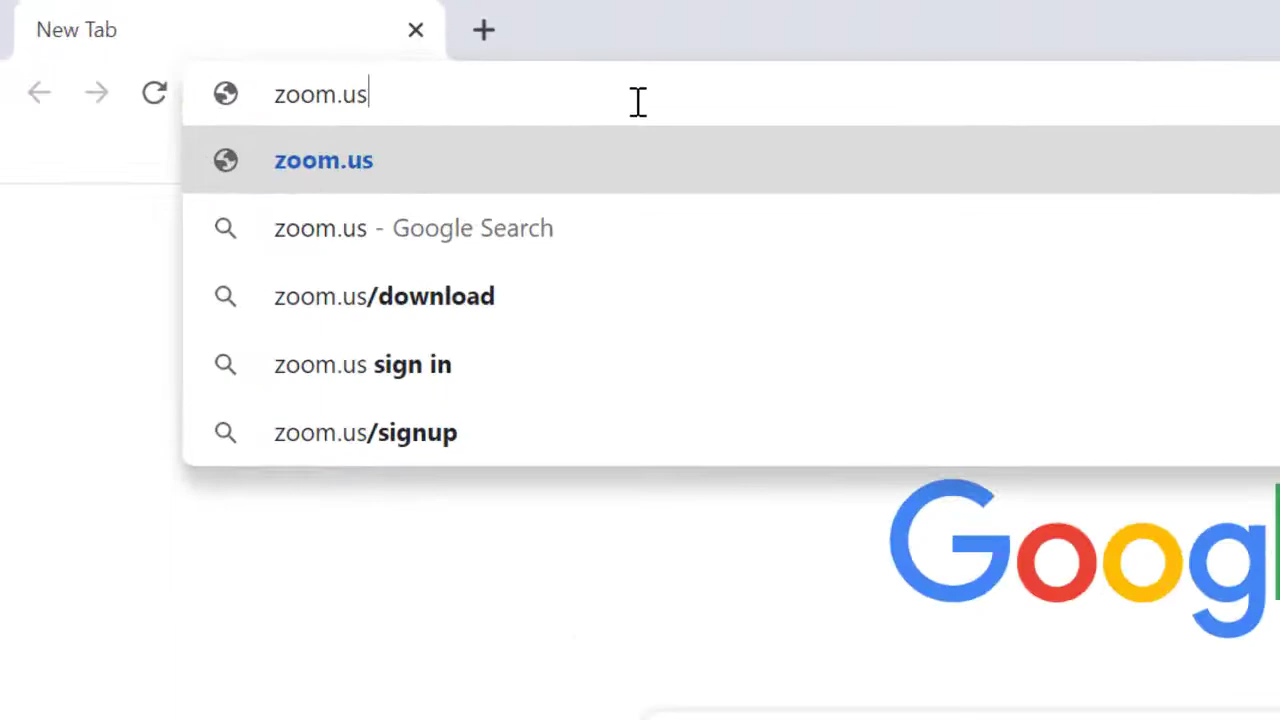 New Tab
zoom.us
zoom.us
zoom.us - Google Search
zoom.us/download
zoom.us sign in
zoom.us/signup
Googl